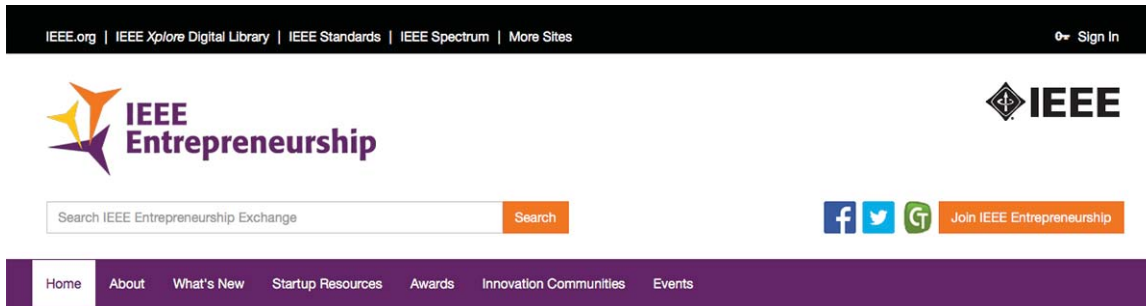 IEEE.org | IEEE Xplore Digital Library | IEEE Standards | IEEE Spectrum | More Sites
Sign In
IEEE
Entrepreneurship
IEEE
Search IEEE Entrepreneurship Exchange
Search
f
GT
Join IEEE Entrepreneurship
Home
About
What's New
Startup Resources
Awards
Innovation Communities
Events